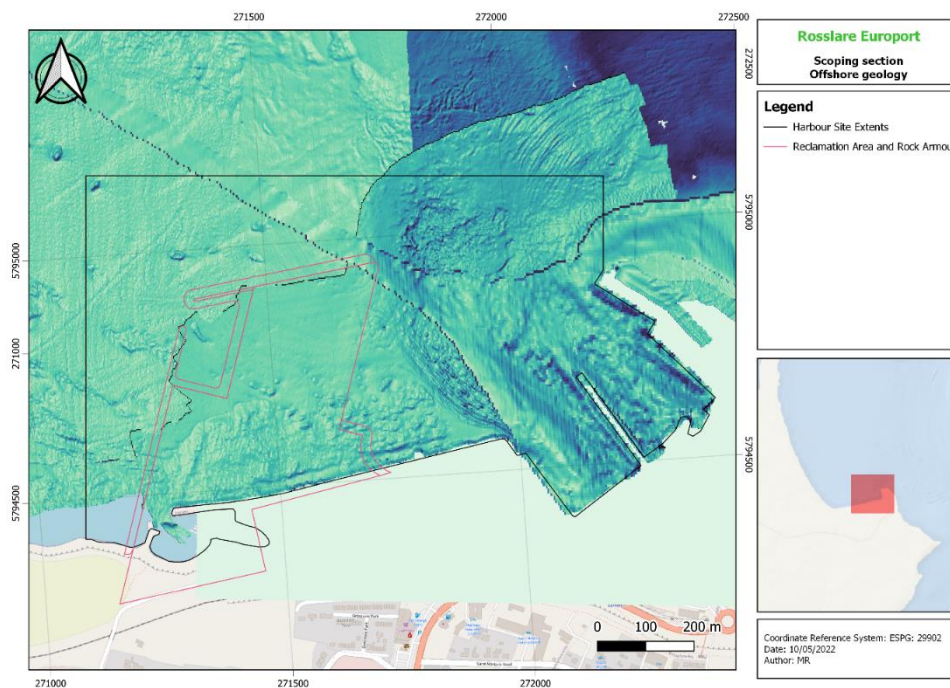 271500
272000
272500
272500
5795000
5795000
271000
5794500
5794500
271000
271500
272000
0
100
200 m
Rosslare Europort
Scoping section
Offshore geology
Legend
Harbour Site Extents
Reclamation Area and Rock Armou
Coordinate Reference System: ESPG: 29902
Date: 10/05/2022
Author: MR